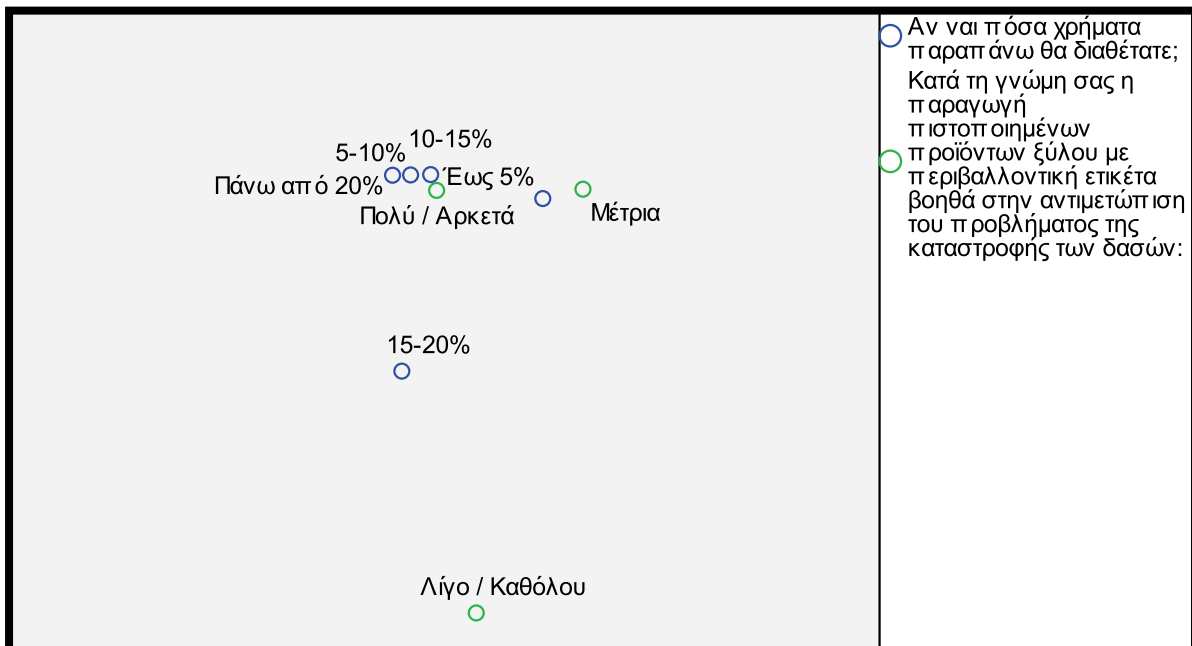 10-15%
5-10%
Πάνω από 20%
Έως 5%
Πολύ / Αρκετά
Μέτρια
15-20%
Λίγο / Καθόλου
Αν ναι πόσα χρήματα
παραπάνω θα διαθέτατε;
Κατά τη γνώμη σας η
παραγωγή
πιστοποιημένων
προϊόντων ξύλου με
περιβαλλοντική ετικέτα
βοηθά στην αντιμετώπιση
του προβλήματος της
καταστροφής των δασών: